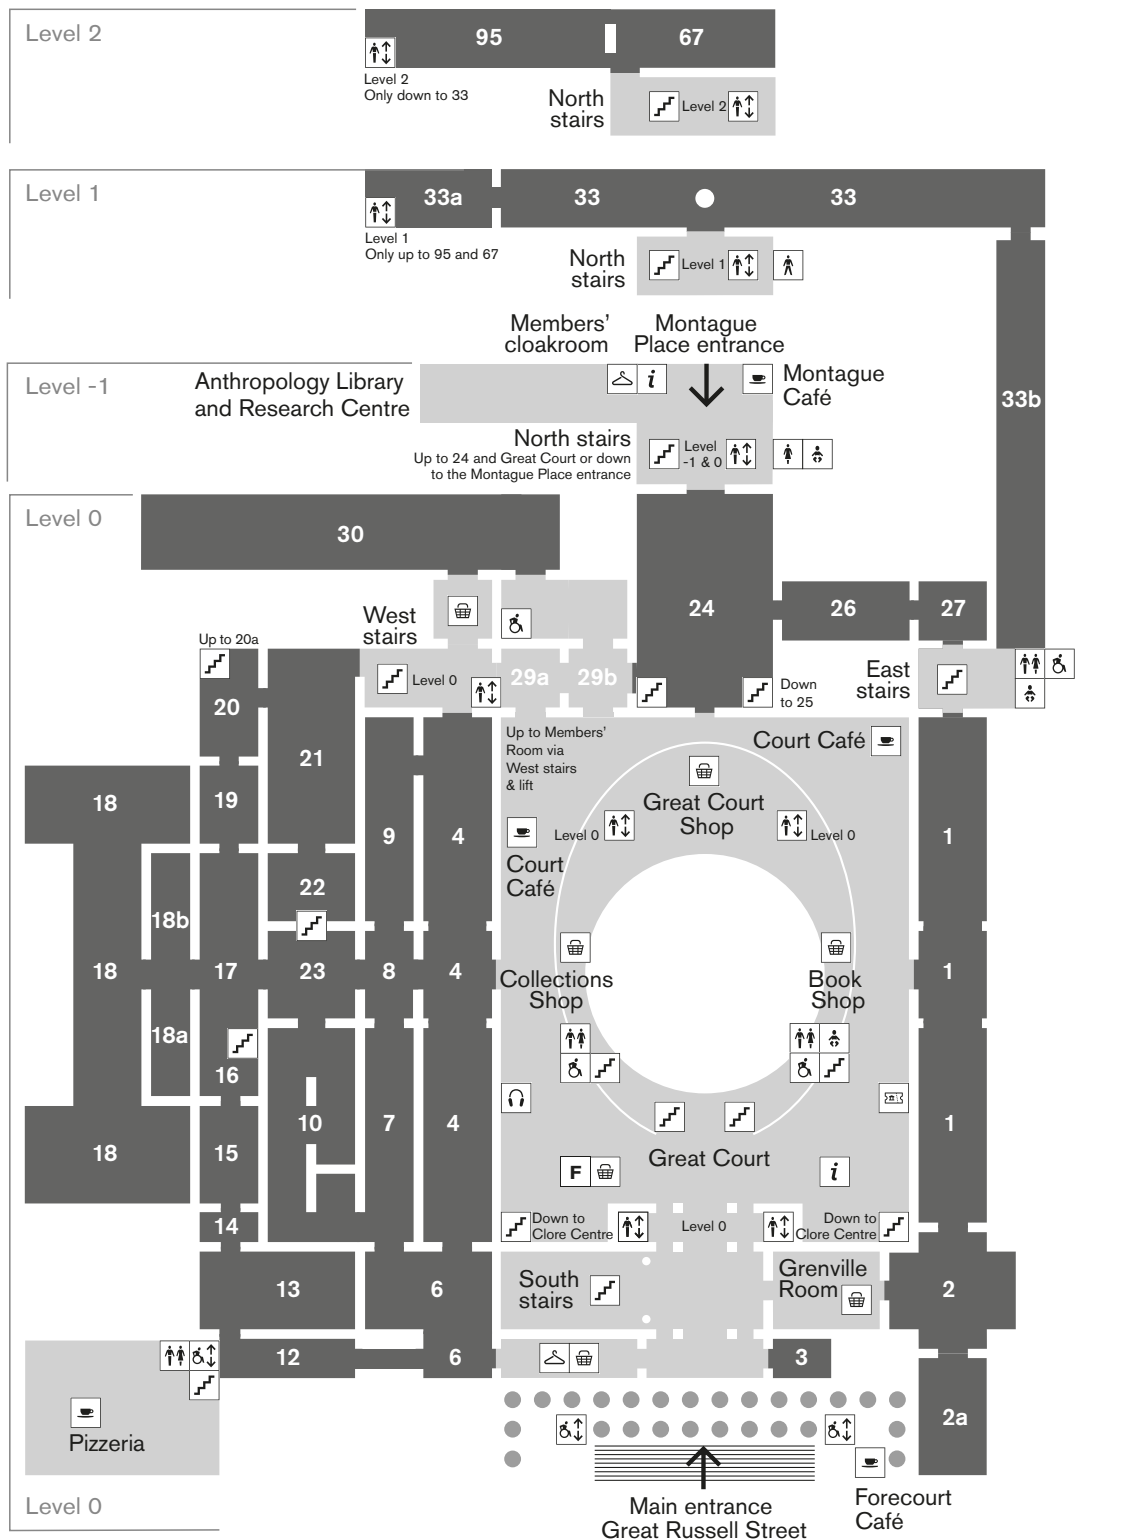 Level 2
95
67
Level 2
Only down to 33
North
stairs
Level 2
Level 1
33a
33
33
Level 1
Only up to 95 and 67
North
stairs
Level 1
Members’
cloakroom
Montague
Place entrance
Level -1
Anthropology Library
and Research Centre
i
Montague
Café
33b
North stairs
Up to 24 and Great Court or down
to the Montague Place entrance
Level
-1 & 0
Level 0
30
24
26
27
West
stairs
Up to 20a
Level 0
29a
29b
Down
to 25
East
stairs
20
21
Up to Members’
Room via
West stairs
& lift
Court Café
18
19
Great Court
Shop
9
4
Level 0
Level 0
1
Court
Café
22
18b
18
17
23
8
4
Collections
Shop
Book
Shop
1
18a
16
10
7
4
1
18
15
Great Court
F
i
14
Down to
Clore Centre
Level 0
Down to
Clore Centre
13
6
South
stairs
Grenville
Room
2
12
6
3
Pizzeria
2a
Level 0
Main entrance
Great Russell Street
Forecourt
Café